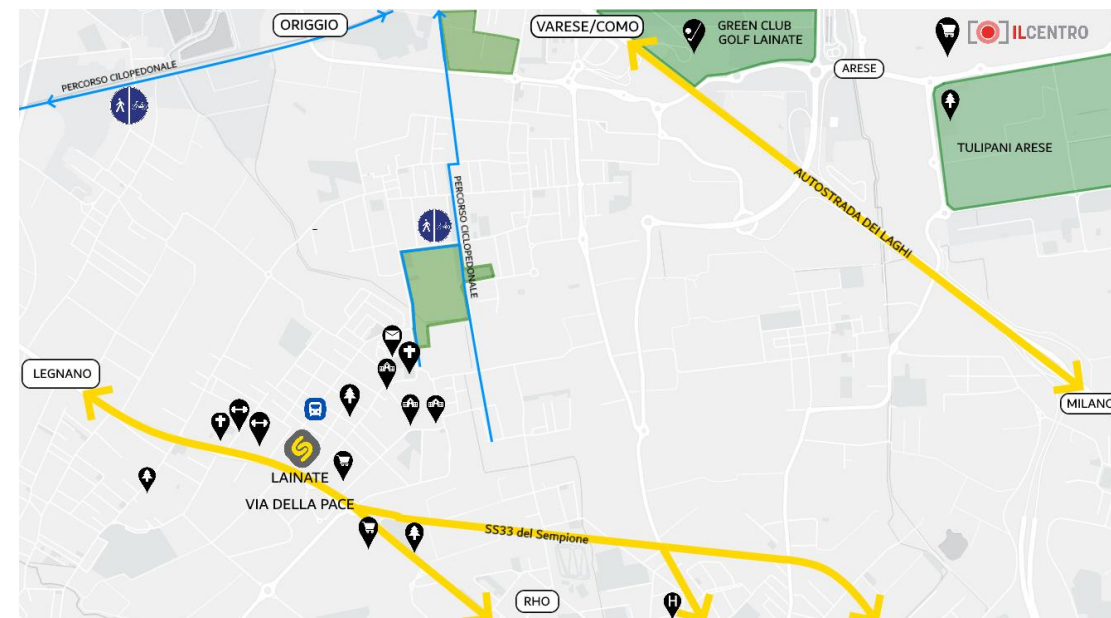 ORIGGIO
VARESE/COMO
GREEN CLUB
GOLF LAINATE
ILCENTRO
ARESE
PERCORSO CILOPEDONALE
TULIPANI ARESE
PERCORSO CICLOPEDONALE
AUTOSTRADA DEI LAGHI
LEGNANO
MILANO
LAINATE
VIA DELLA PACE
SS33 del Sempione
RHO
H